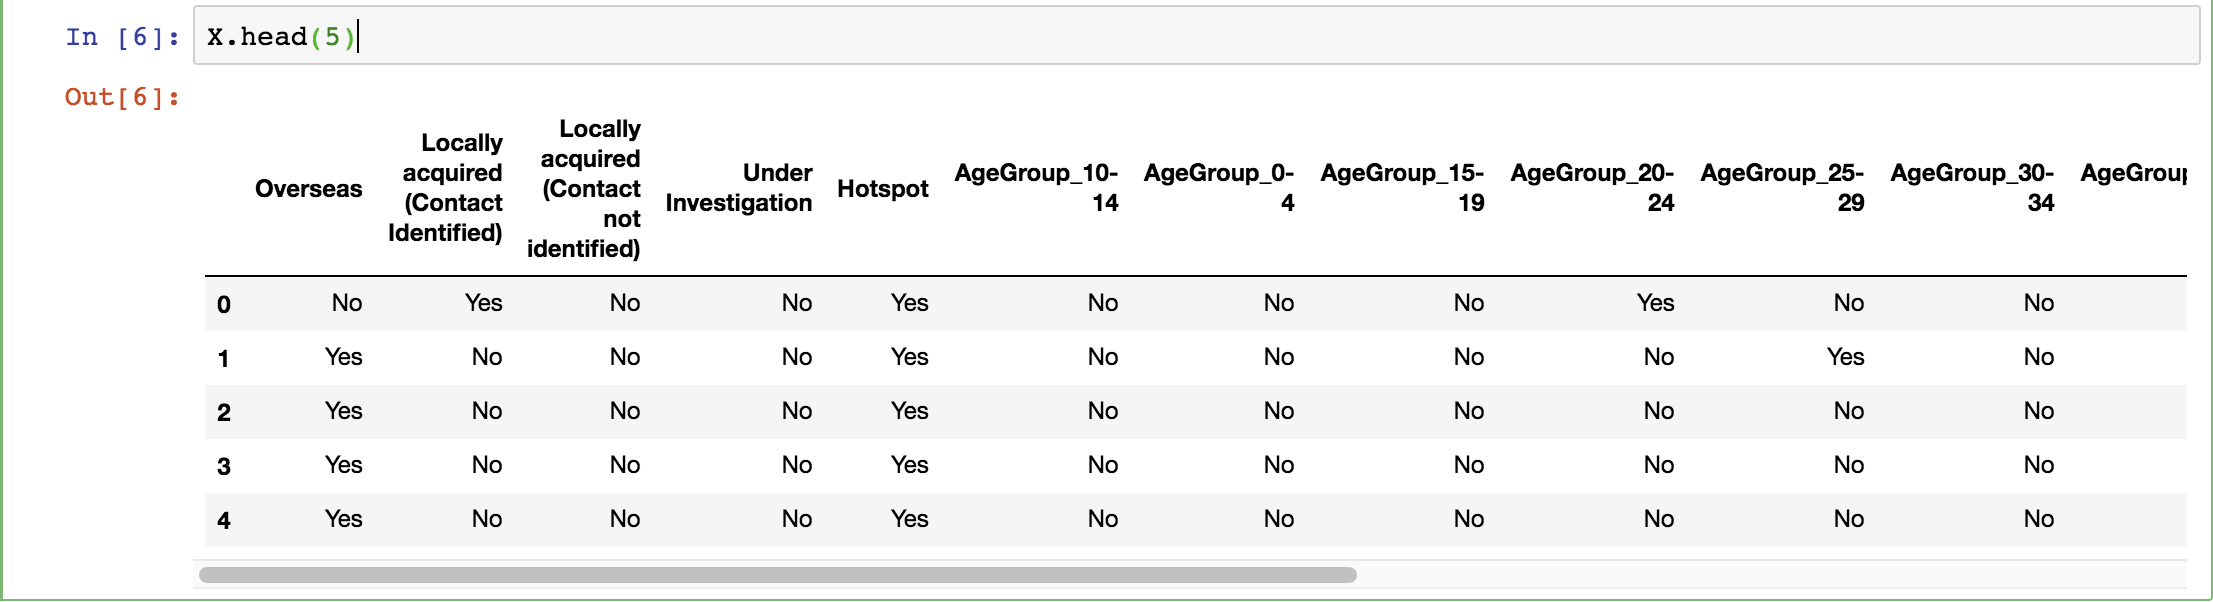 In [6]: X.head(5)
Out[6]:
Overseas Locally acquired (Contact Identified) Locally acquired (Contact not identified) Under Investigation Hotspot AgeGroup_10-14 AgeGroup_0-4 AgeGroup_15-19 AgeGroup_20-24 AgeGroup_25-29 AgeGroup_30-34 AgeGroup
0 No Yes No No Yes No No No Yes No No
1 Yes No No No Yes No No No No Yes No
2 Yes No No No Yes No No No No No No
3 Yes No No No Yes No No No No No No
4 Yes No No No Yes No No No No No No